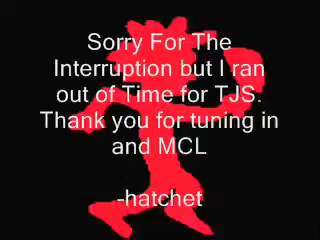 Sorry For The
Interruption but I ran
out of Time for TJS.
Thank you for tuning in
and MCL
-hatchet